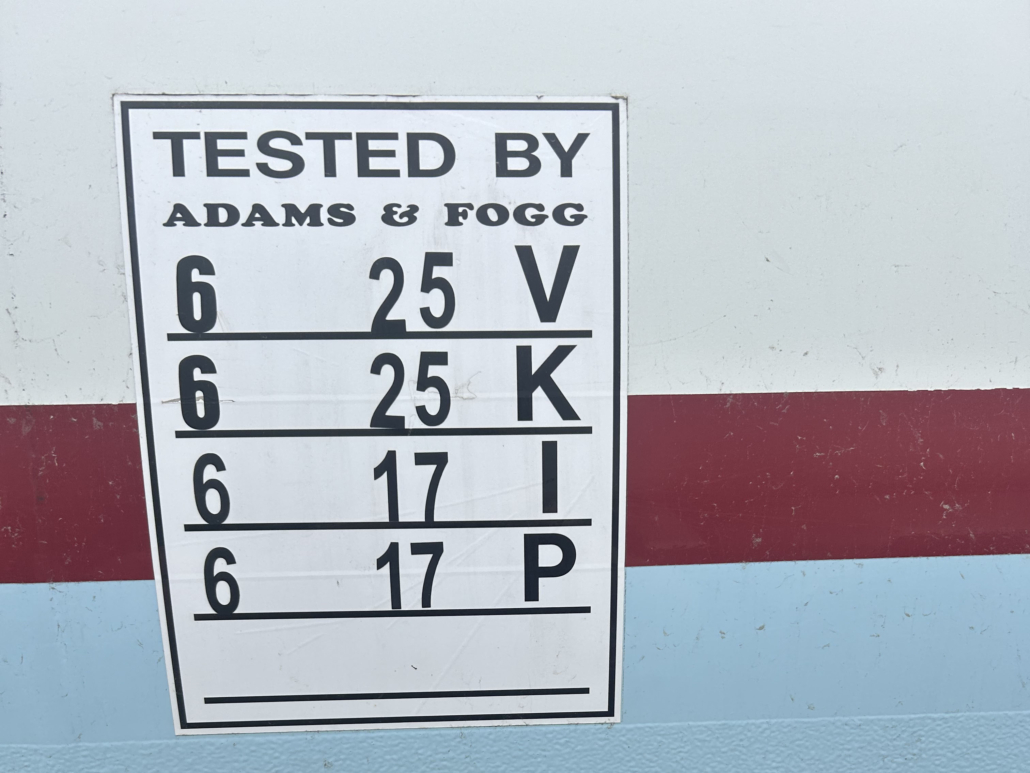 TESTED BY
ADAMS & FOGG
6 25 V
6 25 K
6 17 I
6 17 P